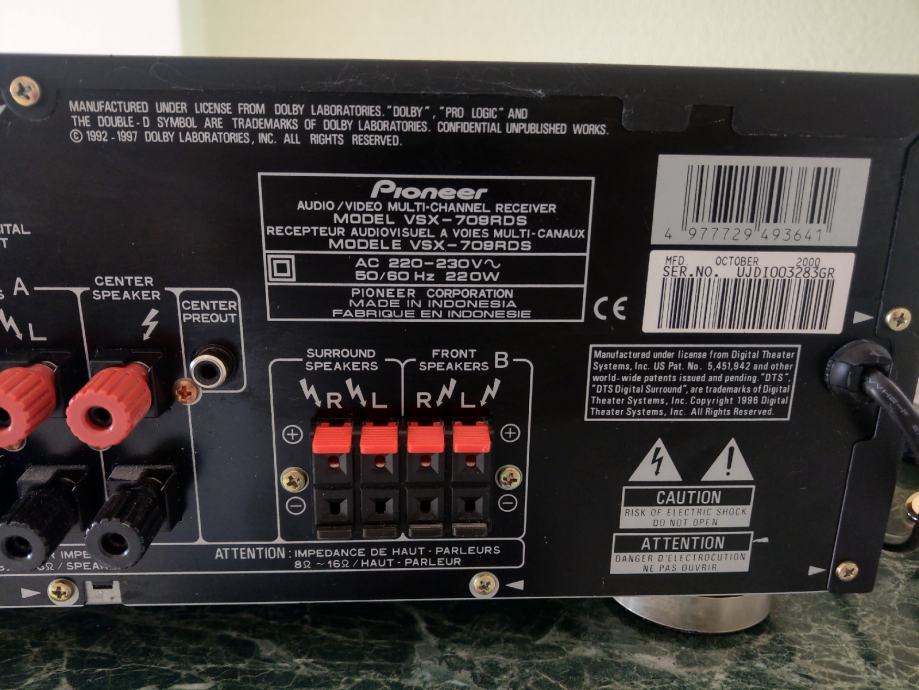 MANUFACTURED UNDER LICENSE FROM DOLBY LABORATORIES. "DOLBY", "PRO LOGIC" AND
THE DOUBLE-D SYMBOL ARE TRADEMARKS OF DOLBY LABORATORIES. CONFIDENTIAL UNPUBLISHED WORKS.
© 1992-1997 DOLBY LABORATORIES, INC. ALL RIGHTS RESERVED.
Pioneer
AUDIO/VIDEO MULTI-CHANNEL RECEIVER
MODEL VSX-709RDS
RECEPTEUR AUDIOVISUEL A VOIES MULTI-CANAUX
MODELE VSX-709RDS
AC 220-230V~
50/60 Hz 220W
PIONEER CORPORATION
MADE IN INDONESIA
FABRIQUE EN INDONESIE
CE
4 977729 493641
MFD. OCTOBER 2000
SER.NO. UJDI003283GR
Manufactured under license from Digital Theater
Systems, Inc. US Pat. No. 5,451,942 and other
world-wide patents issued and pending. "DTS",
"DTS Digital Surround", are trademarks of Digital
Theater Systems, Inc. Copyright 1996 Digital
Theater Systems, Inc. All Rights Reserved.
CAUTION
RISK OF ELECTRIC SHOCK
DO NOT OPEN
ATTENTION
DANGER D'ELECTROCUTION
NE PAS OUVRIR
A
L
CENTER
SPEAKER
CENTER
PREOUT
SURROUND
SPEAKERS
FRONT
SPEAKERS B
R L R L
+ +
- -
ATTENTION : IMPEDANCE DE HAUT-PARLEURS
8Ω ~16Ω /HAUT-PARLEUR